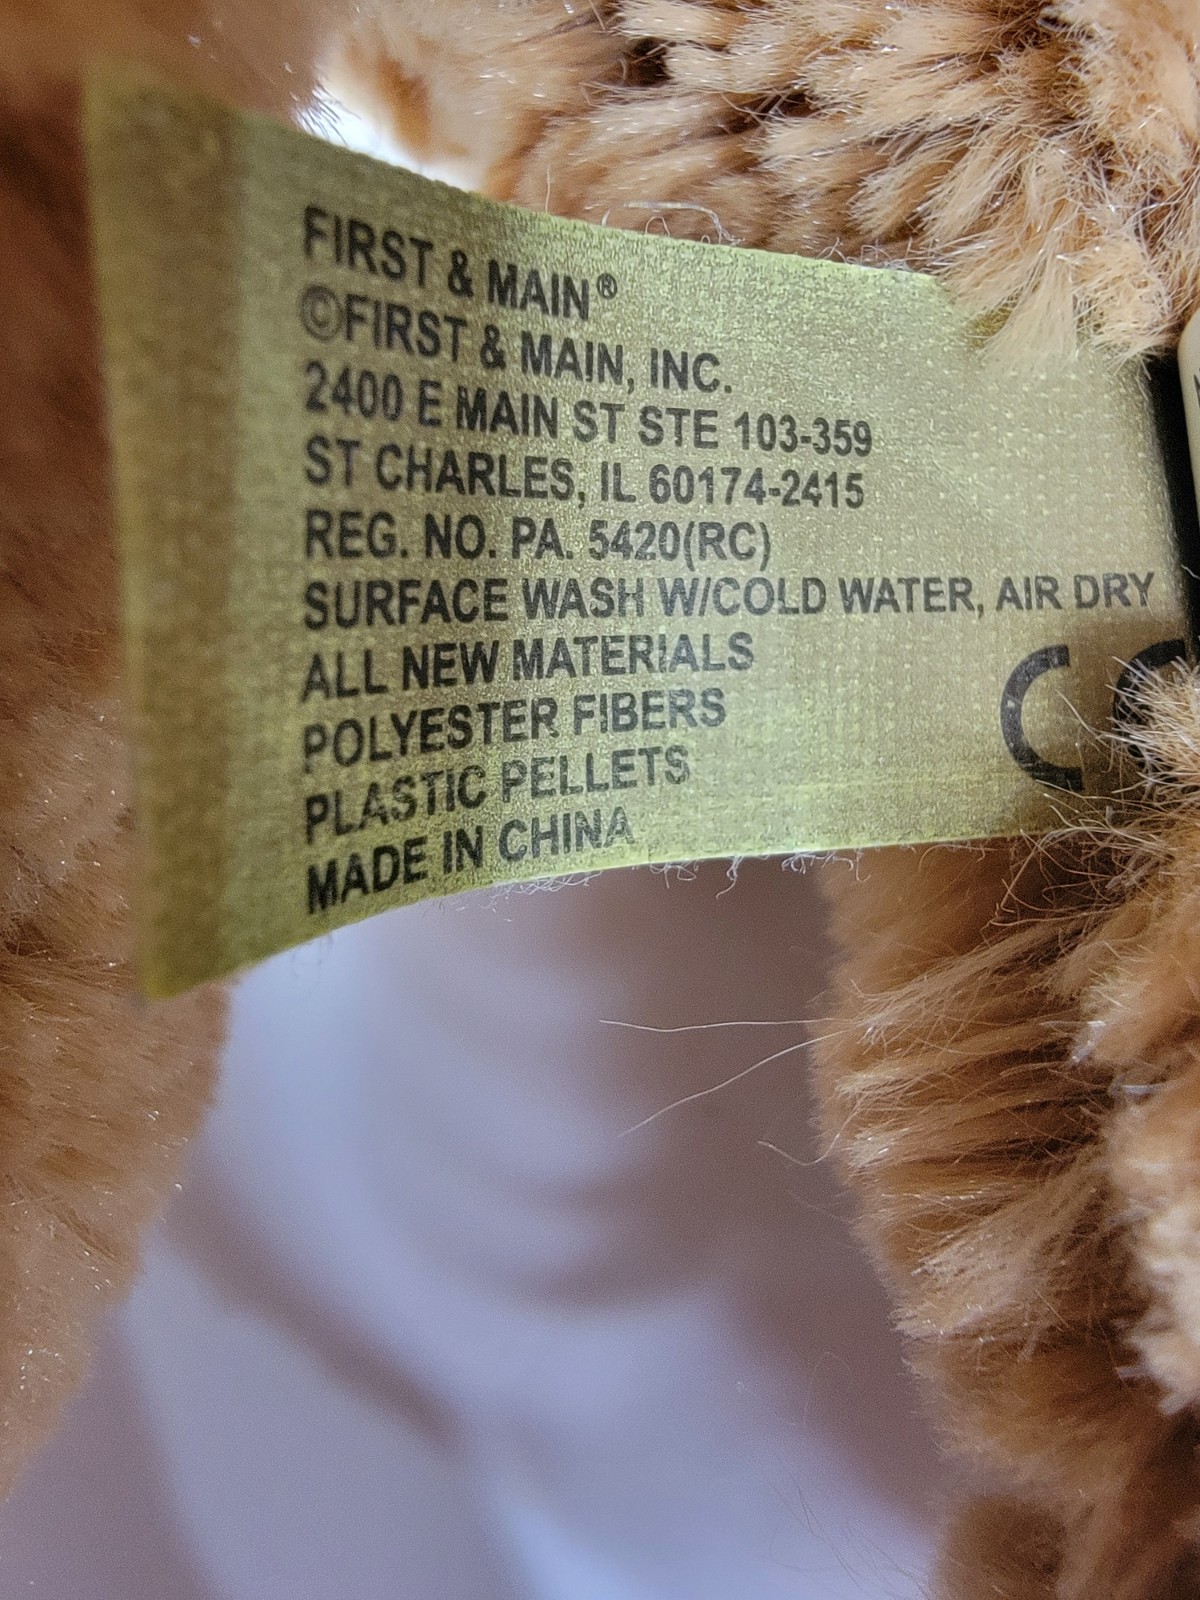 FIRST & MAIN®
©FIRST & MAIN, INC.
2400 E MAIN ST STE 103-359
ST CHARLES, IL 60174-2415
REG. NO. PA. 5420(RC)
SURFACE WASH W/COLD WATER, AIR DRY
ALL NEW MATERIALS
POLYESTER FIBERS
PLASTIC PELLETS
MADE IN CHINA
CE